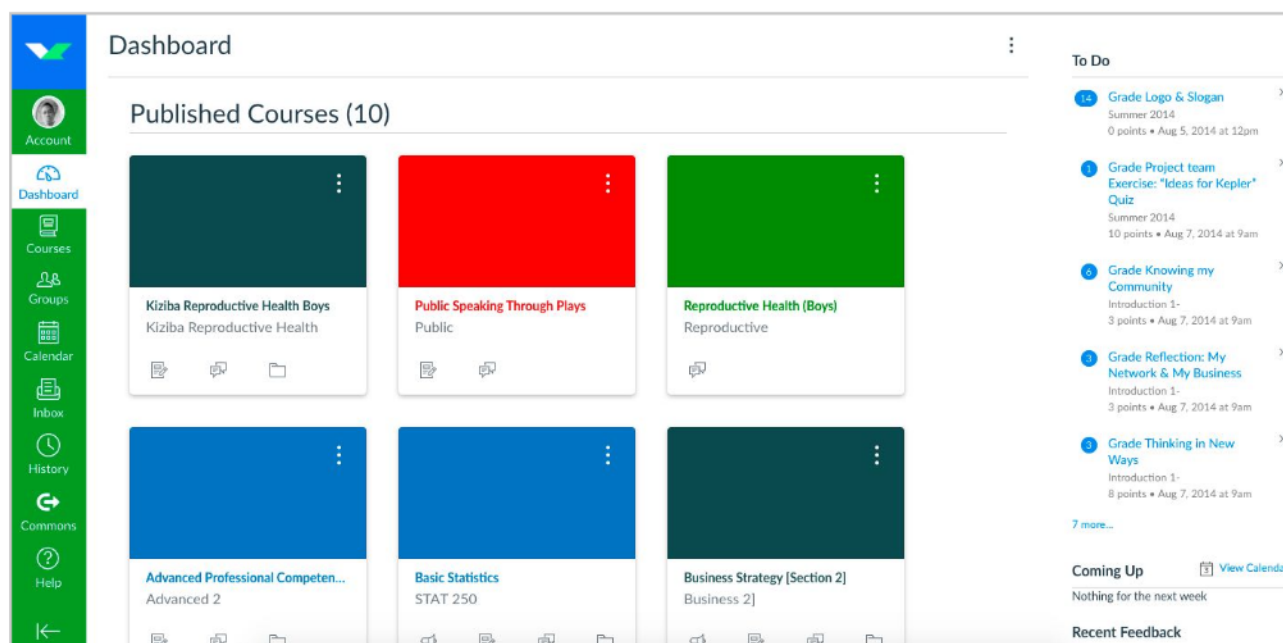 Dashboard
Account
Dashboard
Courses
Groups
Calendar
Inbox
History
Commons
Help
Published Courses (10)
Kiziba Reproductive Health Boys
Kiziba Reproductive Health
Public Speaking Through Plays
Public
Reproductive Health (Boys)
Reproductive
Advanced Professional Competen...
Advanced 2
Basic Statistics
STAT 250
Business Strategy [Section 2]
Business 2]
To Do
14 Grade Logo & Slogan
Summer 2014
0 points • Aug 5, 2014 at 12pm
1 Grade Project team
Exercise: "Ideas for Kepler"
Quiz
Summer 2014
10 points • Aug 7, 2014 at 9am
6 Grade Knowing my
Community
Introduction 1-
3 points • Aug 7, 2014 at 9am
3 Grade Reflection: My
Network & My Business
Introduction 1-
3 points • Aug 7, 2014 at 9am
3 Grade Thinking in New
Ways
Introduction 1-
8 points • Aug 7, 2014 at 9am
7 more...
Coming Up
View Calenda
Nothing for the next week
Recent Feedback